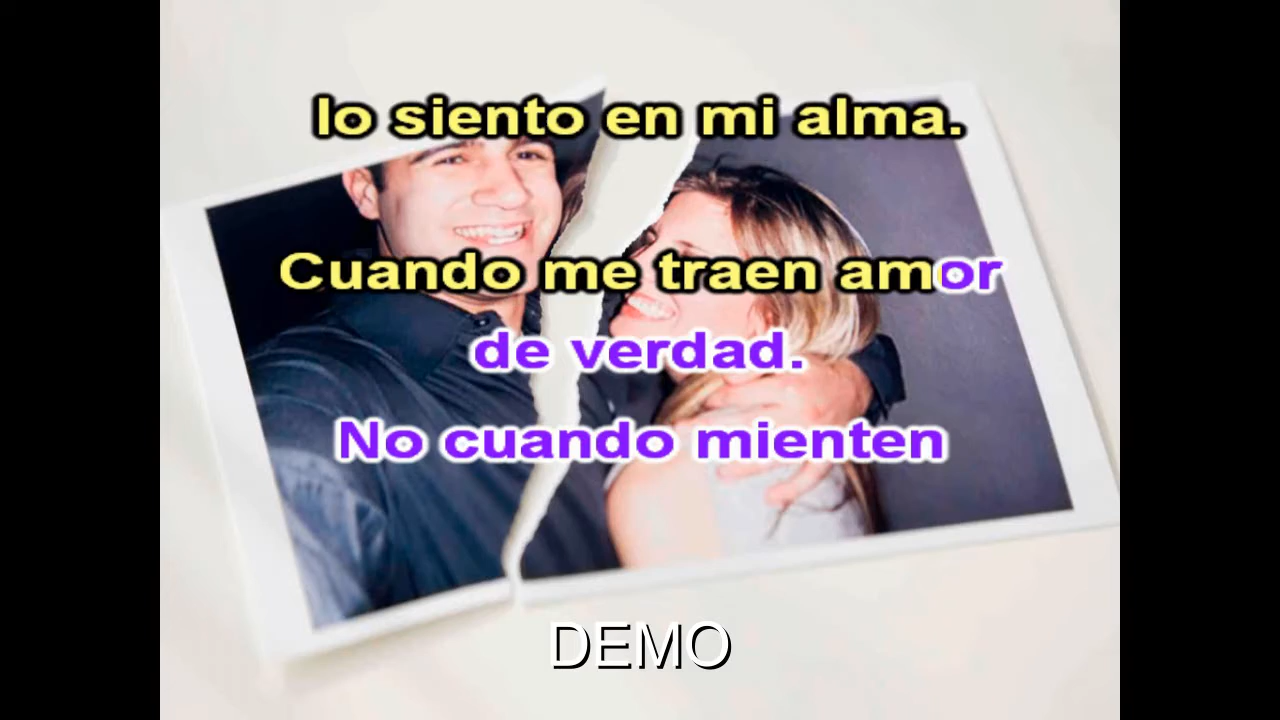 lo siento en mi alma.
Cuando me traen amor
de verdad.
No cuando mienten
DEMO